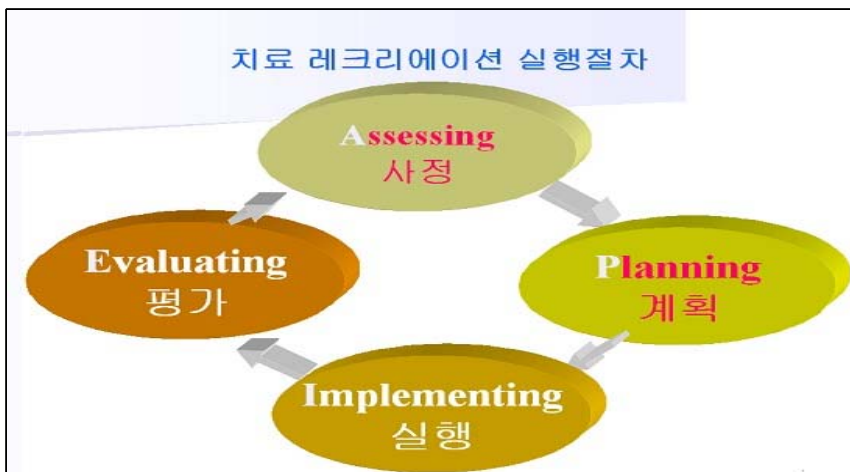 치료 레크리에이션 실행절차
Assessing
사정
Planning
계획
Implementing
실행
Evaluating
평가